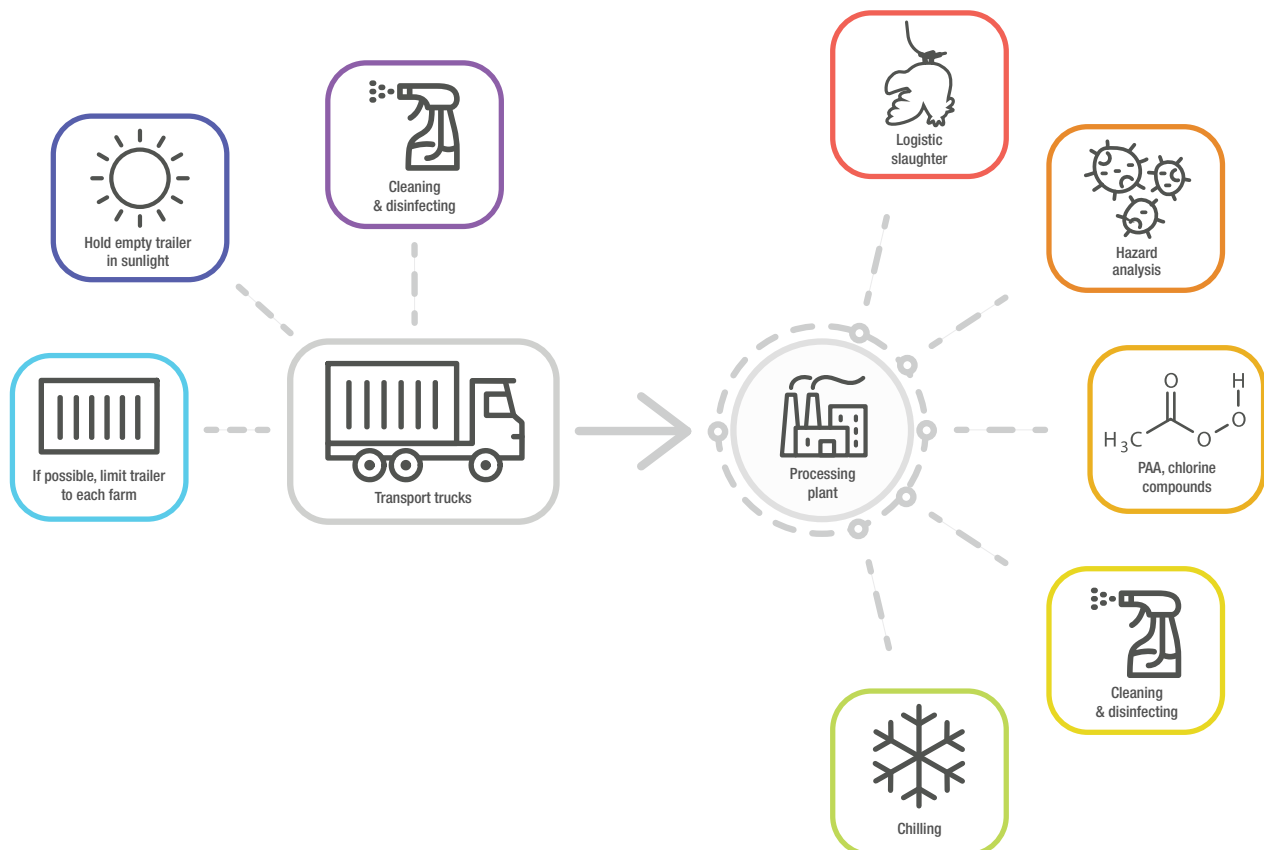 Logistic
slaughter
Cleaning
& disinfecting
Hold empty trailer
in sunlight
Hazard
analysis
If possible, limit trailer
to each farm
Transport trucks
Processing
plant
O
H
O
O
H₃C
PAA, chlorine
compounds
Cleaning
& disinfecting
Chilling